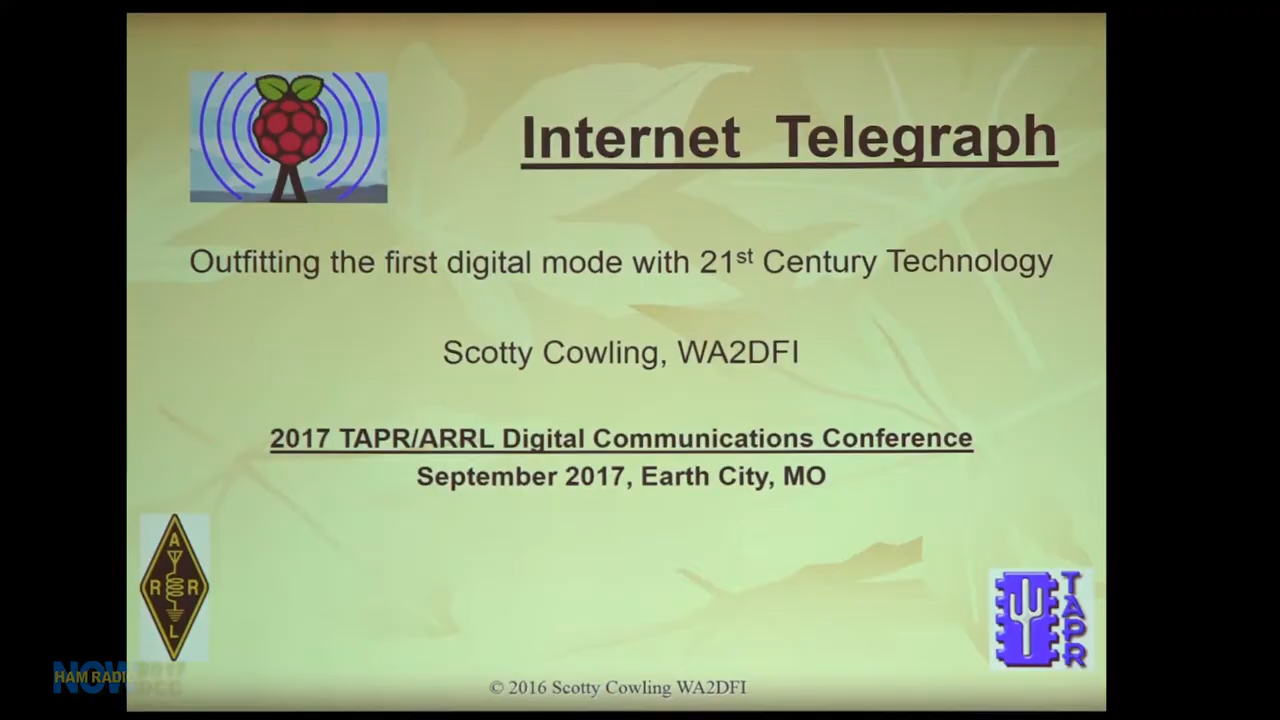 Internet Telegraph
Outfitting the first digital mode with 21st Century Technology
Scotty Cowling, WA2DFI
2017 TAPR/ARRL Digital Communications Conference
September 2017, Earth City, MO
A
R R
L
TAPR
HAM RADIO
NOW
© 2016 Scotty Cowling WA2DFI